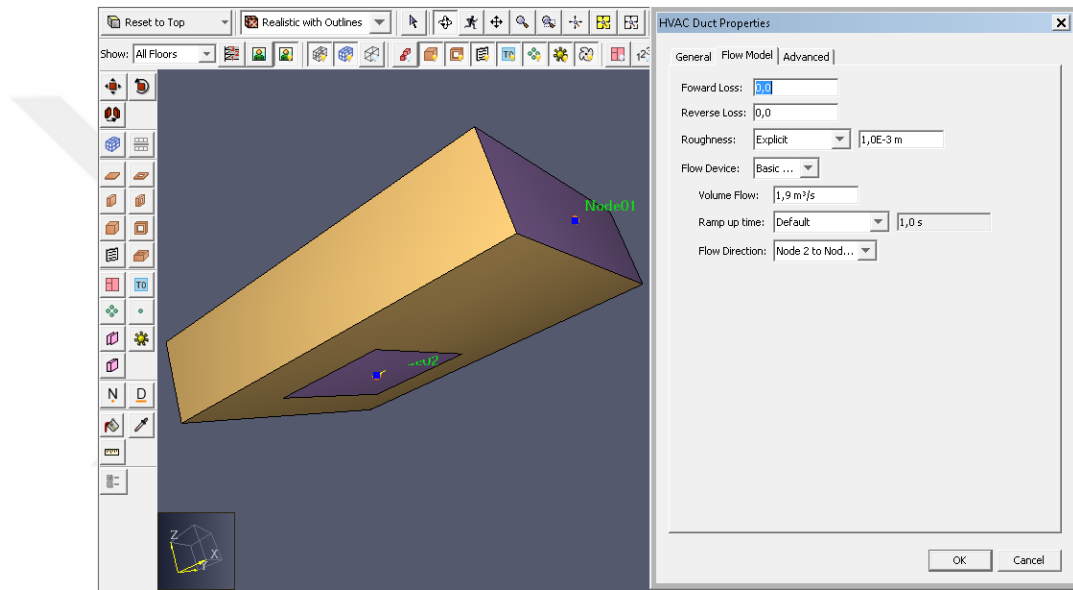 Reset to Top
Realistic with Outlines
Show: All Floors
Node01
N D
Z
X
HVAC Duct Properties
General Flow Model Advanced
Foward Loss: 0,0
Reverse Loss: 0,0
Roughness: Explicit 1,0E-3 m
Flow Device: Basic ...
Volume Flow: 1,9 m³/s
Ramp up time: Default 1,0 s
Flow Direction: Node 2 to Nod...
OK Cancel